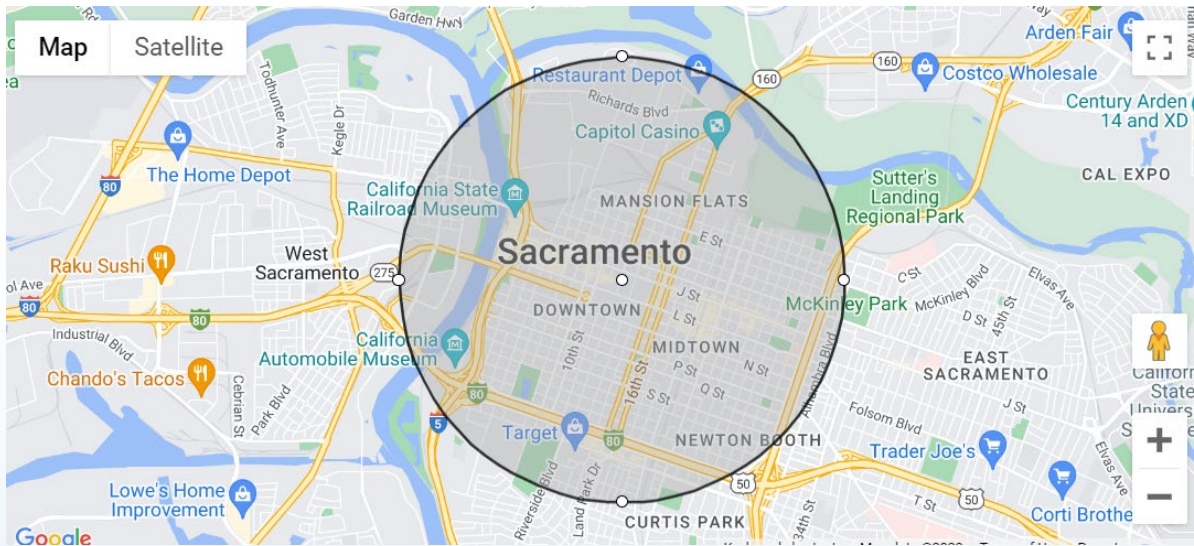 Map
Satellite
Garden Hwy
Arden Fair
Restaurant Depot
160
160
Costco Wholesale
Todhunter Ave
Kegle Dr
Richards Blvd
Century Arden
14 and XD
Capitol Casino
The Home Depot
80
California State
Railroad Museum
MANSION FLATS
Sutter's
Landing
Regional Park
CAL EXPO
E St
Sacramento
West
Sacramento
275
Raku Sushi
C St
Elvas Ave
McKinley Blvd
ol Ave
80
80
J St
McKinley Park
DOWNTOWN
L St
D St
45th St
Industrial Blvd
California
Automobile Museum
10th St
MIDTOWN
EAST
SACRAMENTO
P St
N St
Chando's Tacos
Cebrian St
Park Blvd
80
16th St
Q St
S St
Alhambra Blvd
Californ
State
Univers
J St
5
Folsom Blvd
Target
80
NEWTON BOOTH
Trader Joe's
Elvas Ave
Riverside Blvd
Land Park Dr
50
50
Lowe's Home
Improvement
T St
34th St
CURTIS PARK
Corti Brothe
Google